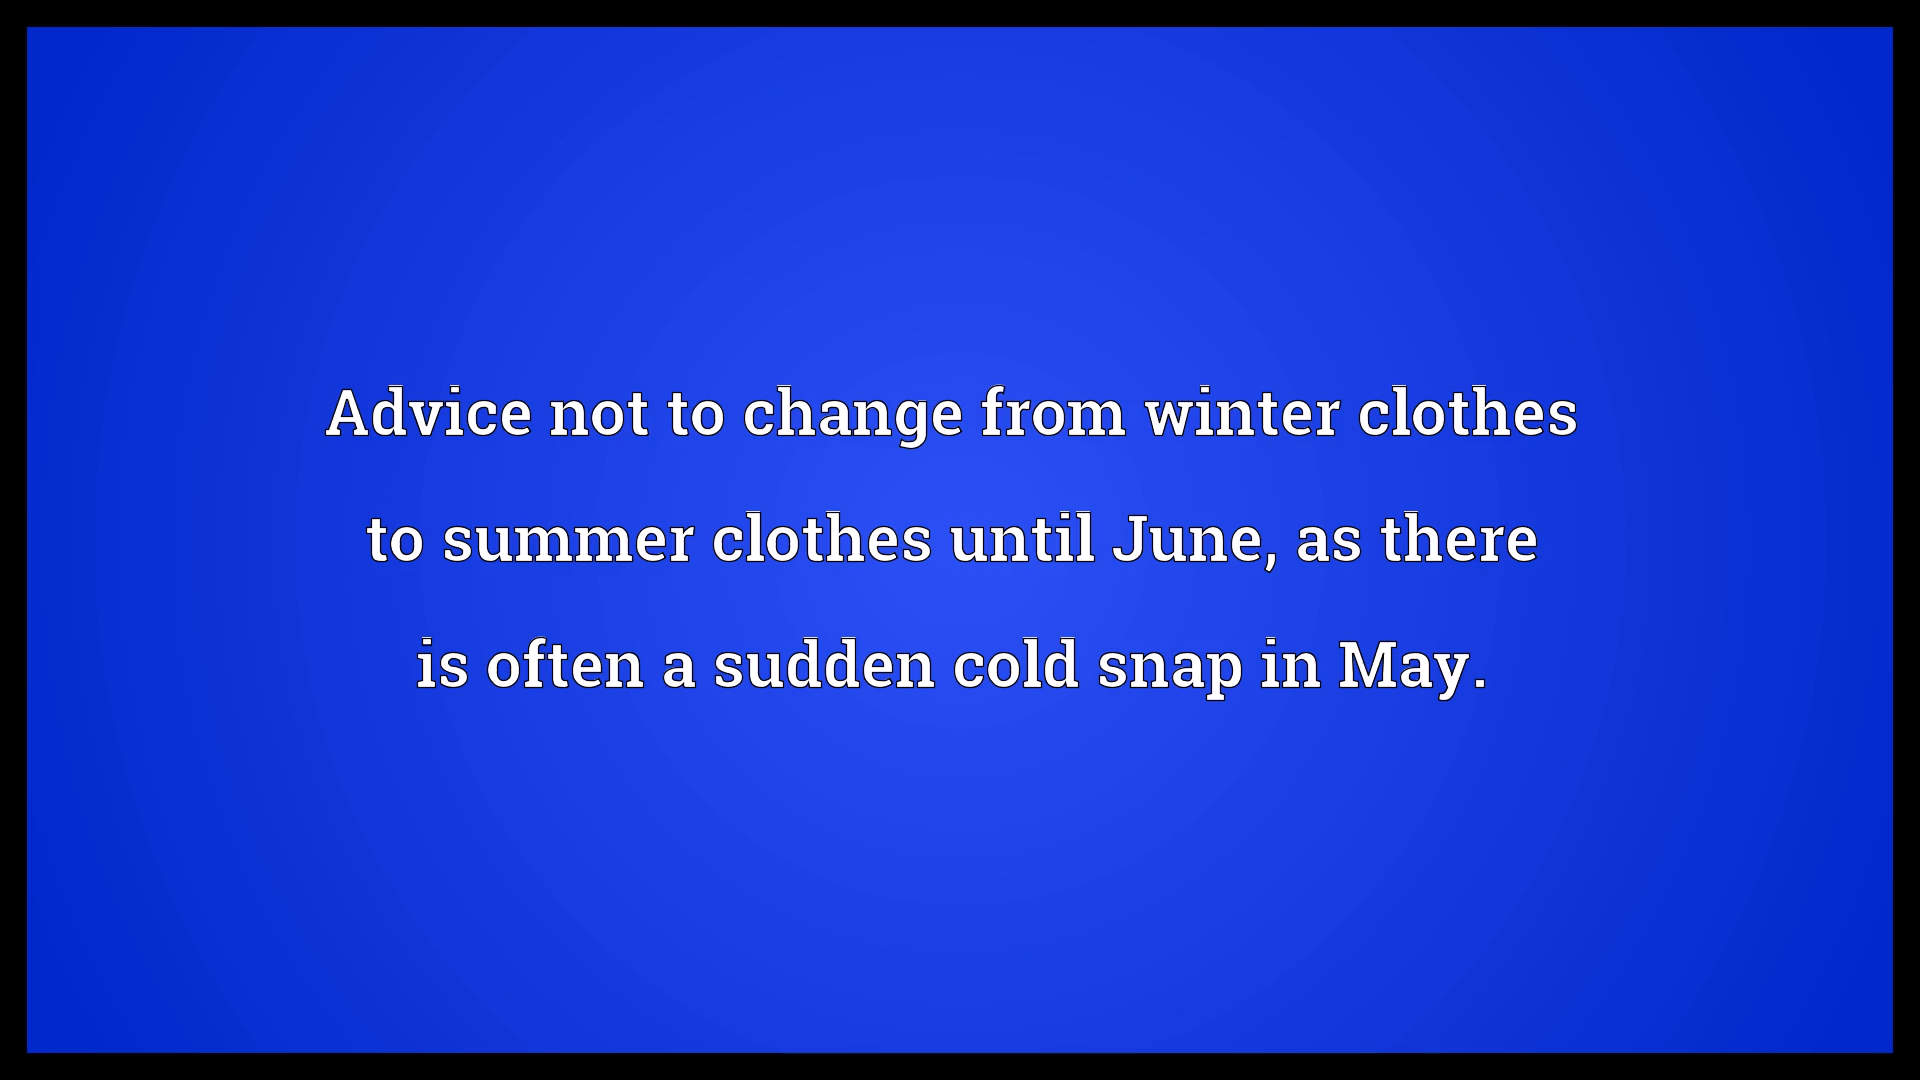 Advice not to change from winter clothes
to summer clothes until June, as there
is often a sudden cold snap in May.